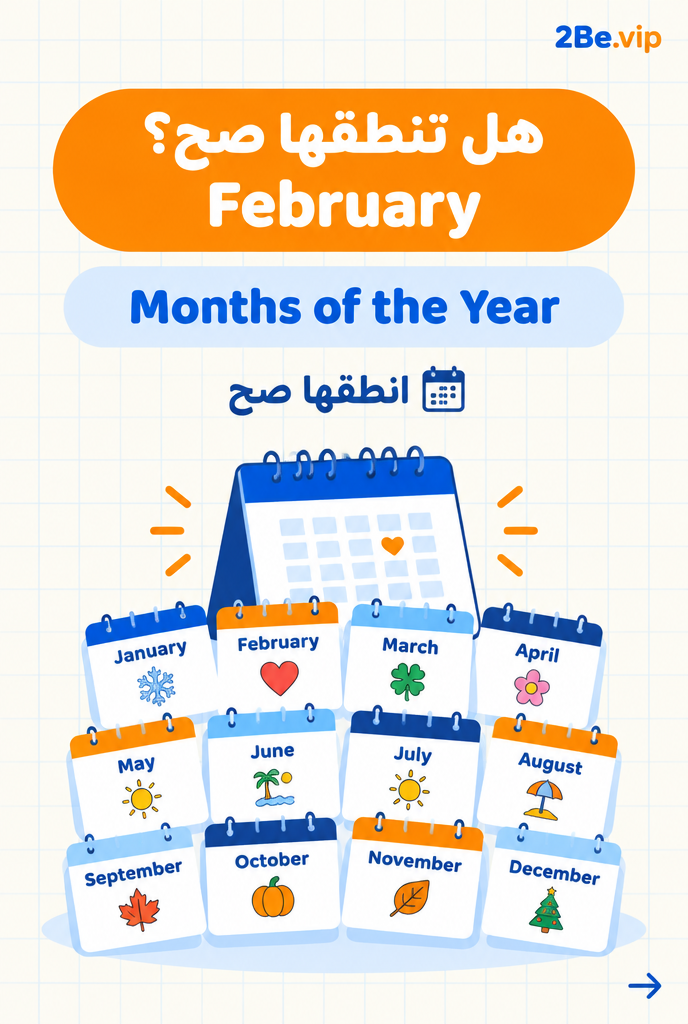 2Be.vip
هل تنطقها صح؟
February
Months of the Year
انطقها صح
January
February
March
April
May
June
July
August
September
October
November
December